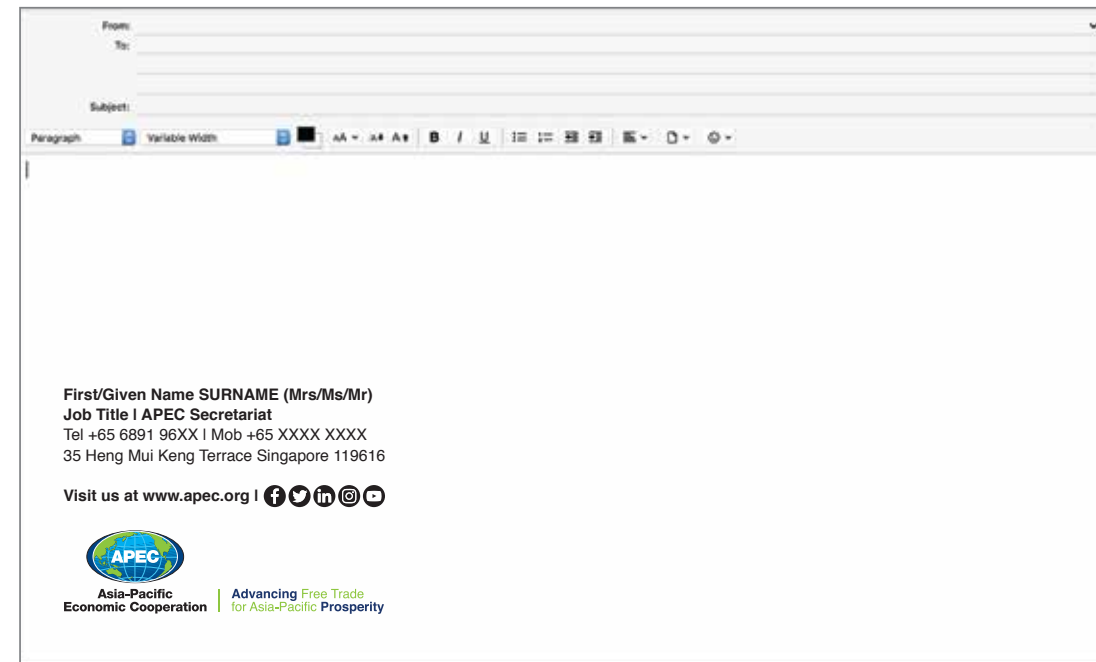 From:
To:
Subject:
Paragraph Variable Width B I U
First/Given Name SURNAME (Mrs/Ms/Mr)
Job Title l APEC Secretariat
Tel +65 6891 96XX l Mob +65 XXXX XXXX
35 Heng Mui Keng Terrace Singapore 119616
Visit us at www.apec.org l
APEC
Asia-Pacific
Economic Cooperation
Advancing Free Trade
for Asia-Pacific Prosperity